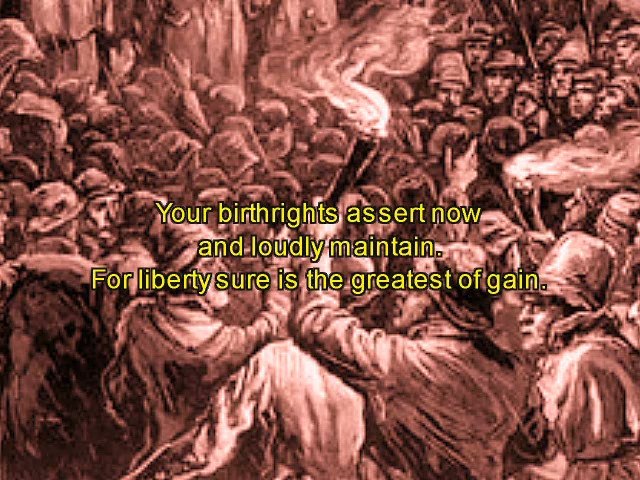 Your birthrights assert now
and loudly maintain.
For liberty sure is the greatest of gain.